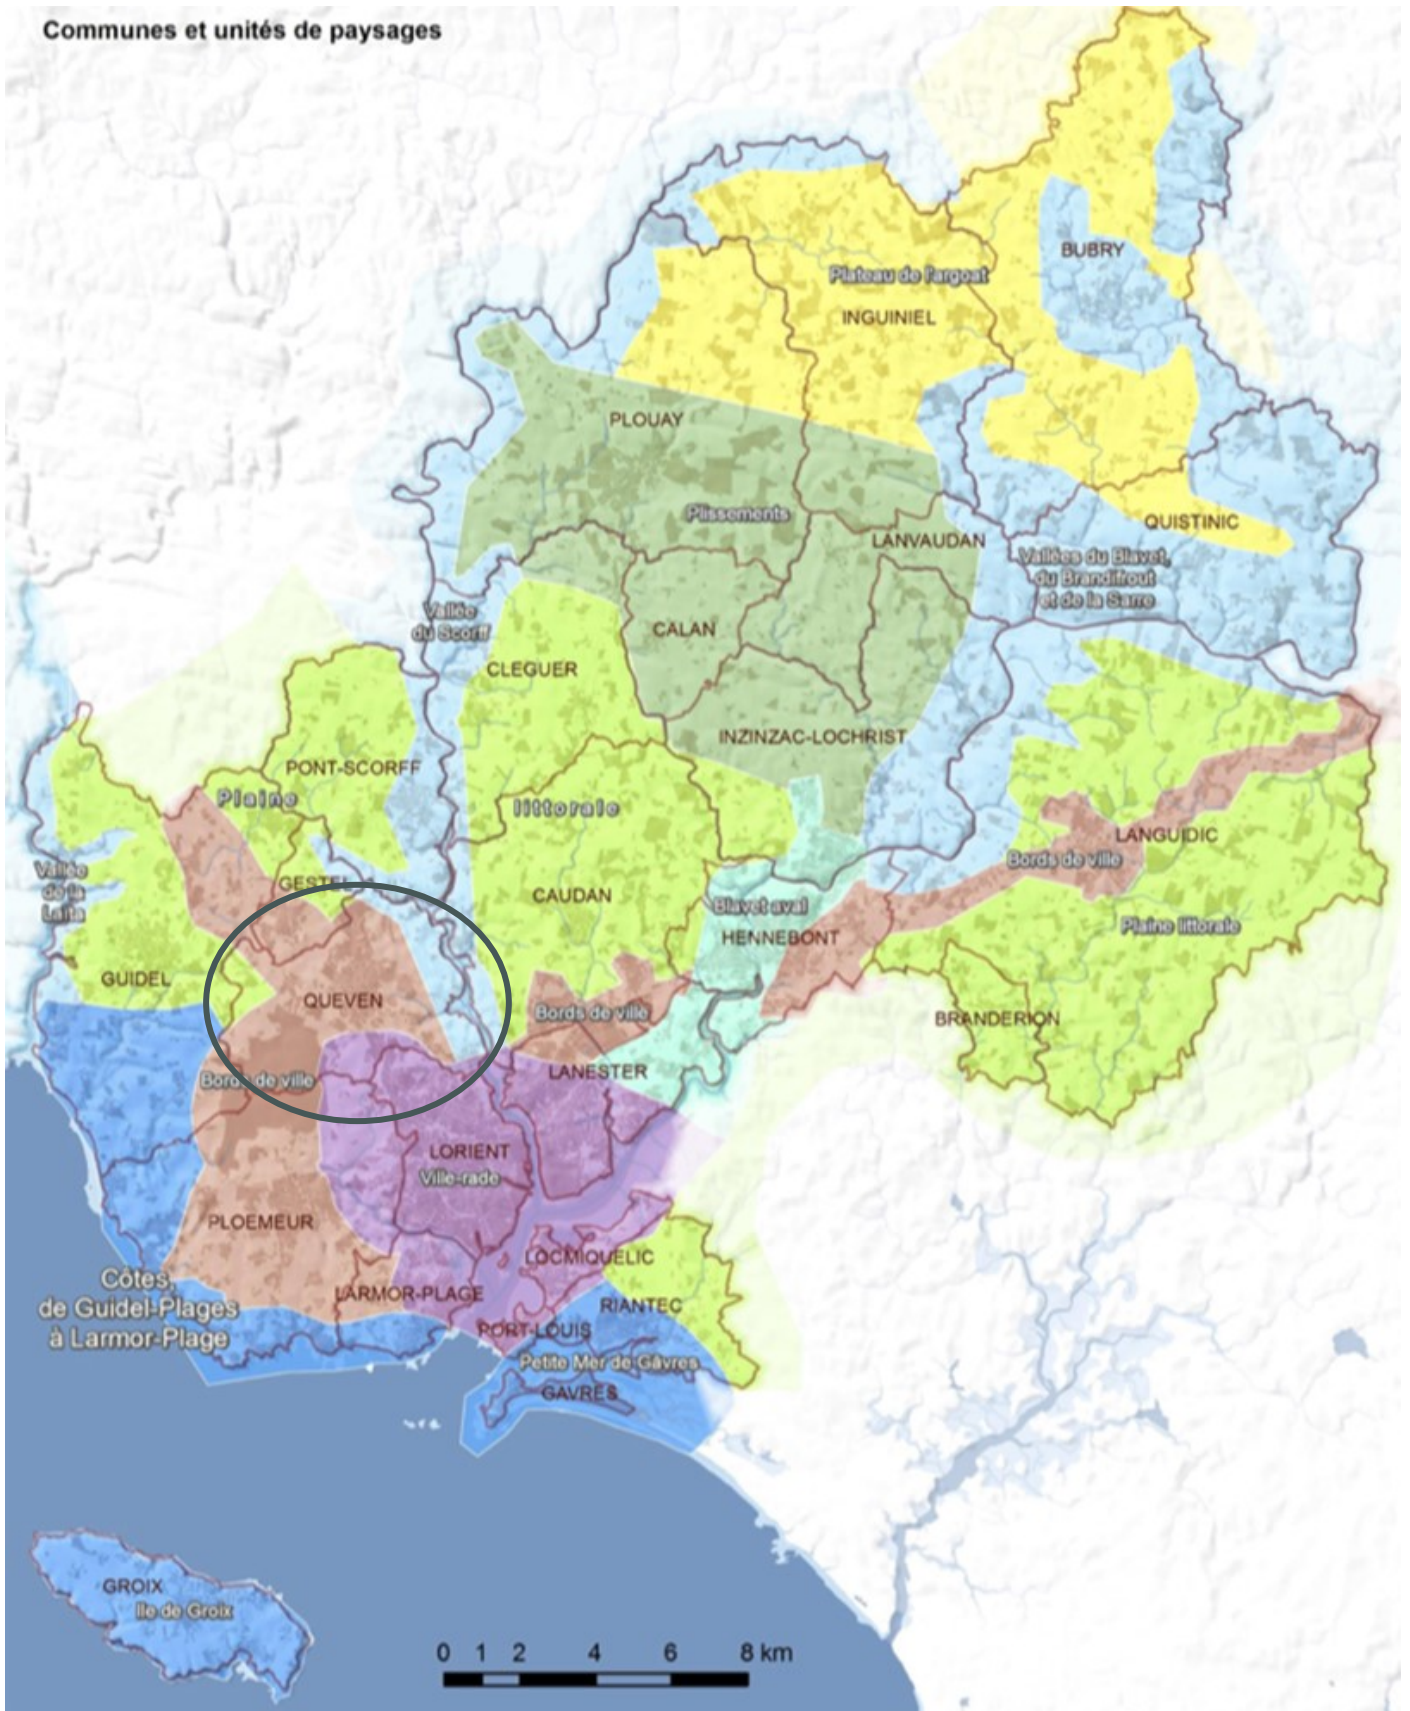 Communes et unités de paysages
BUBRY
Plateau de l'argoat
INGUINIEL
PLOUAY
Plissements
QUISTINIC
LANVAUDAN
Vallées du Blavet,
du Brandifrout
et de la Sarre
Vallée
du Scorff
CALAN
CLEGUER
INZINZAC-LOCHRIST
PONT-SCORFF
Plaine
littorale
LANGUIDIC
Bords de ville
Vallée
de la
Laïta
GESTEL
CAUDAN
Blavet aval
HENNEBONT
Plaine littorale
GUIDEL
QUEVEN
Bords de ville
BRANDERION
LANESTER
Bords de ville
LORIENT
Ville-rade
PLOEMEUR
LOCMIQUELIC
Côtes,
de Guidel-Plages
à Larmor-Plage
LARMOR-PLAGE
RIANTEC
PORT-LOUIS
Petite Mer de Gâvres
GAVRES
GROIX
Ile de Groix
0 1 2 4 6 8 km